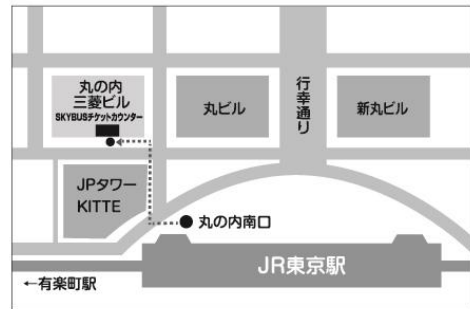 丸の内
三菱ビル
SKYBUSチケットカウンター
丸ビル
行幸通り
新丸ビル
JPタワー
KITTE
丸の内南口
JR東京駅
←有楽町駅